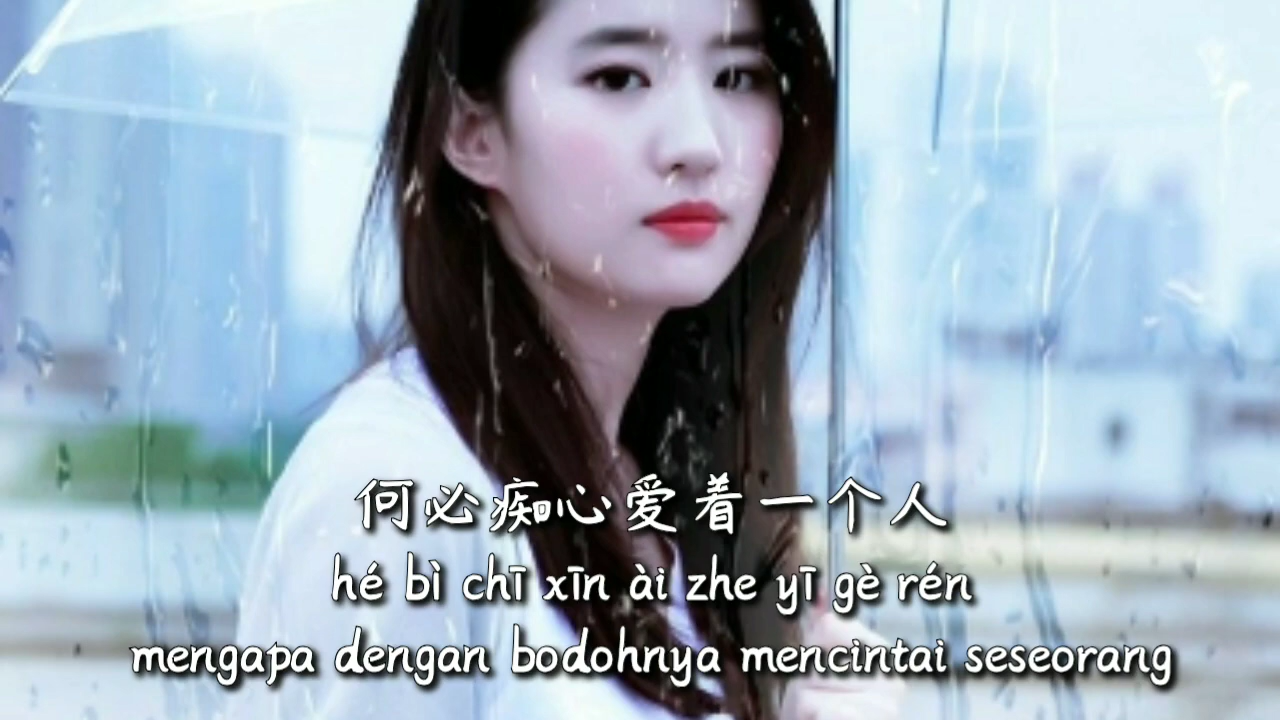 何必痴心爱着一个人
hé bì chī xīn ài zhe yī gè rén
mengapa dengan bodohnya mencintai seseorang